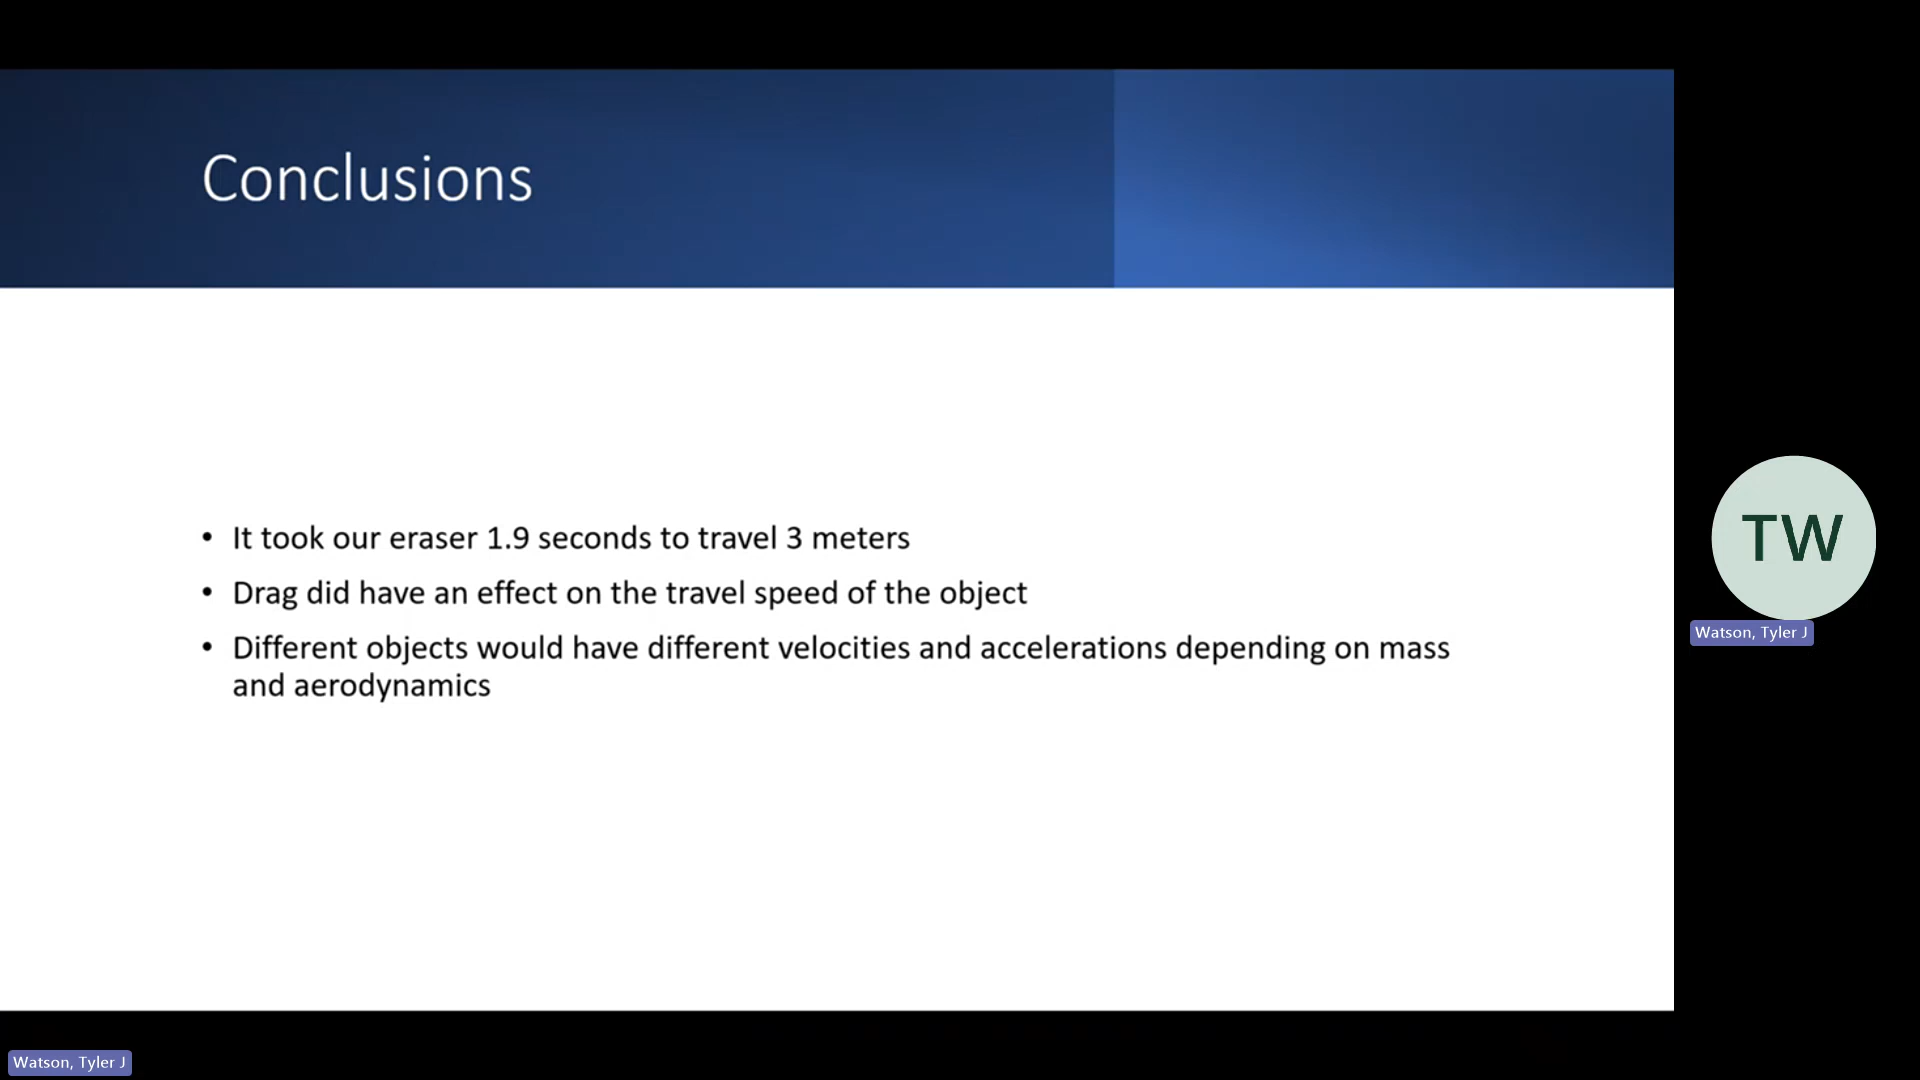 Conclusions
• It took our eraser 1.9 seconds to travel 3 meters
• Drag did have an effect on the travel speed of the object
• Different objects would have different velocities and accelerations depending on mass
and aerodynamics
TW
Watson, Tyler J
Watson, Tyler J